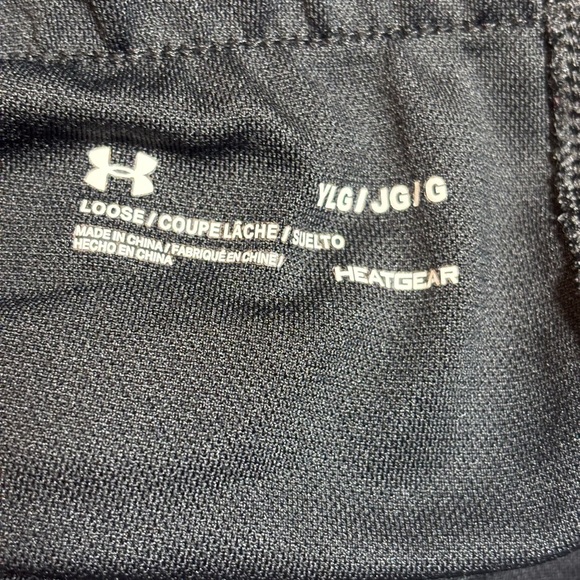 YLG/JG/G
LOOSE/COUPE LÂCHE/SUELTO
MADE IN CHINA/FABRIQUÉ EN CHINE/
HECHO EN CHINA
HEATGEAR